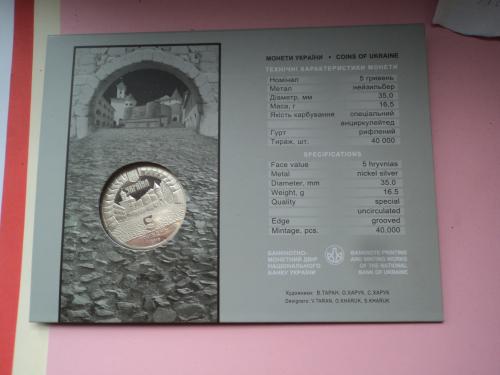 МОНЕТИ УКРАЇНИ • COINS OF UKRAINE
ТЕХНІЧНІ ХАРАКТЕРИСТИКИ МОНЕТИ
Номінал 5 гривень
Метал нейзильбер
Діаметр, мм 35,0
Маса, г 16,5
Якість карбування спеціальний
анциркулейтед
Гурт рифлений
Тираж, шт. 40 000
SPECIFICATIONS
Face value 5 hryvnias
Metal nickel silver
Diameter, mm 35.0
Weight, g 16.5
Quality special
uncirculated
Edge grooved
Mintage, pcs. 40,000
БАНКНОТНО-
МОНЕТНИЙ ДВІР
НАЦІОНАЛЬНОГО
БАНКУ УКРАЇНИ
BANKNOTE PRINTING
AND MINTING WORKS
OF THE NATIONAL
BANK OF UKRAINE
Художники: В.ТАРАН, О.ХАРУК, С.ХАРУК
Designers: V.TARAN, O.KHARUK, S.KHARUK
УКРАЇНА
5